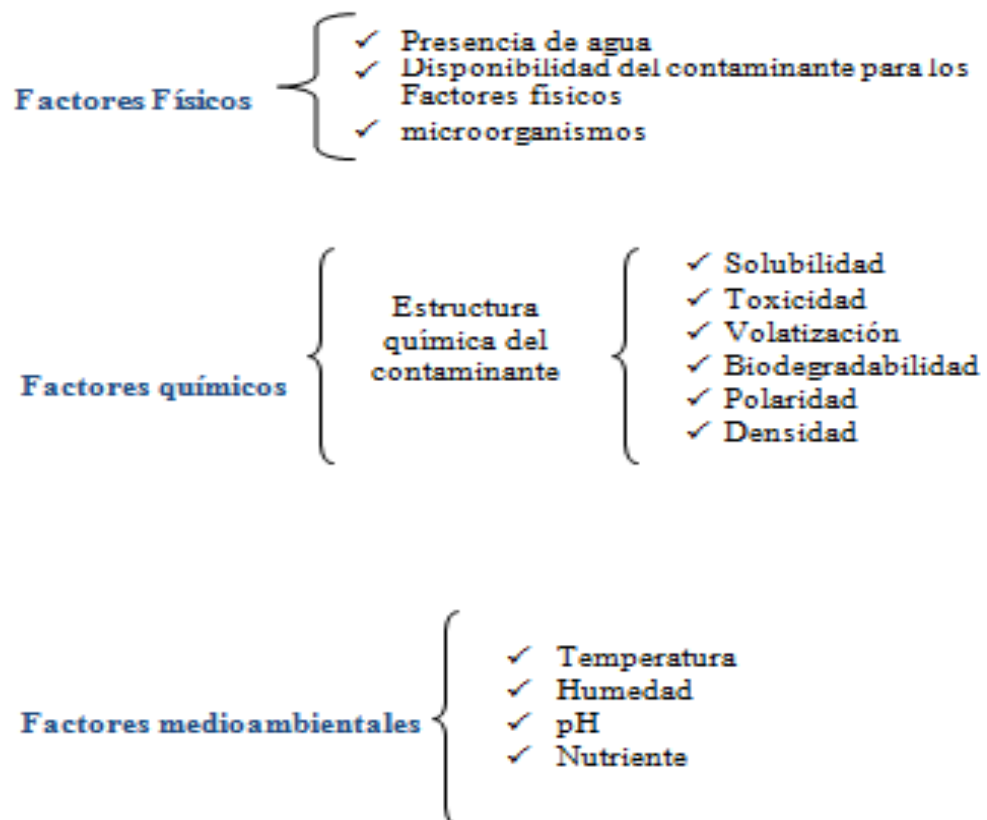 Factores Físicos
✓ Presencia de agua
✓ Disponibilidad del contaminante para los
Factores fisicos
✓ microorganismos
Factores químicos
Estructura
química del
contaminante
✓ Solubilidad
✓ Toxicidad
✓ Volatización
✓ Biodegradabilidad
✓ Polaridad
✓ Densidad
Factores medioambientales
✓ Temperatura
✓ Humedad
✓ pH
✓ Nutriente